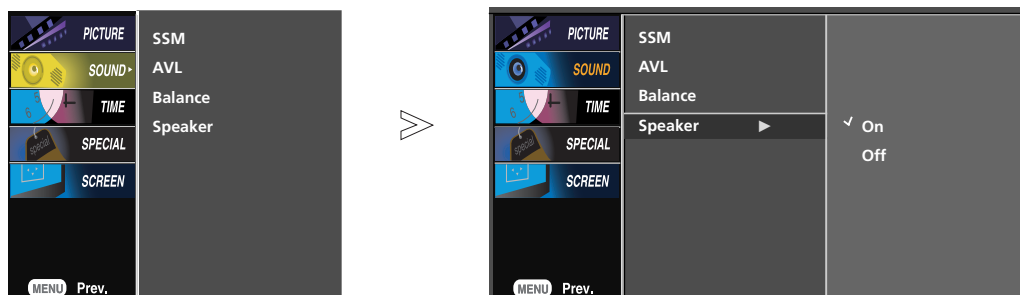 PICTURE
SOUND
TIME
SPECIAL
SCREEN
MENU Prev.
SSM
AVL
Balance
Speaker
PICTURE
SOUND
TIME
SPECIAL
SCREEN
MENU Prev.
SSM
AVL
Balance
Speaker
On
Off